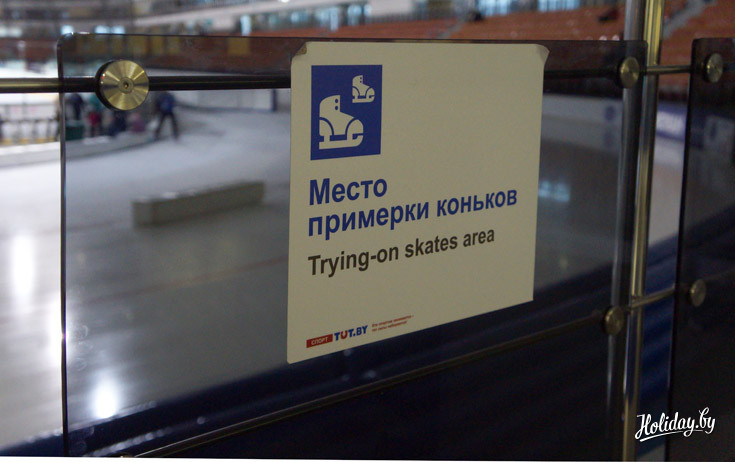 Место
примерки коньков
Trying-on skates area
СПОРТ TUT.BY
Holiday.by